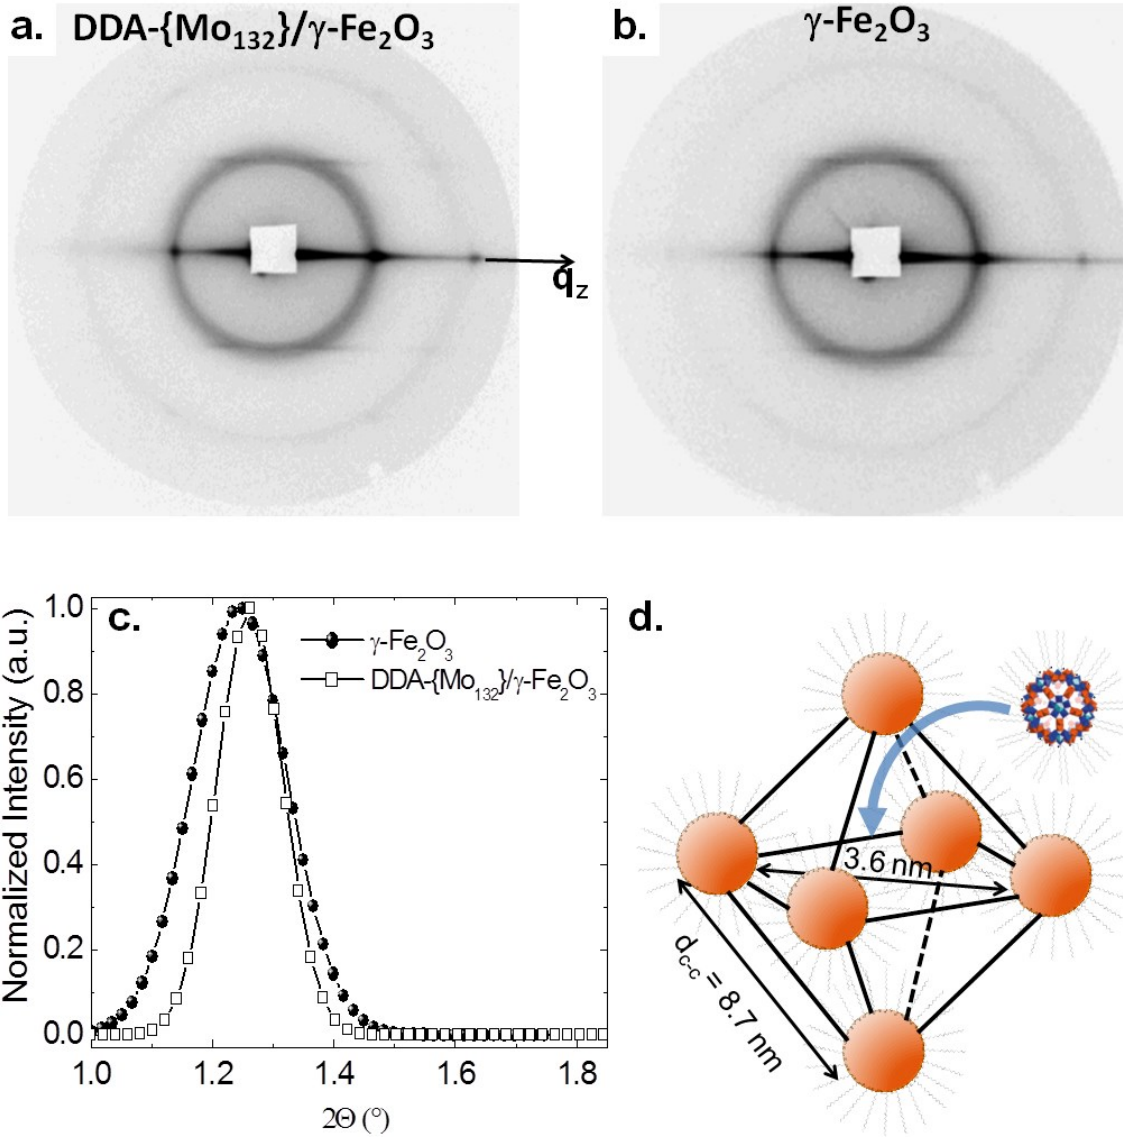 a. DDA-{Mo₁₃₂}/γ-Fe₂O₃
b. γ-Fe₂O₃
q_z
c.
Normalized Intensity (a.u.)
1.0
0.8
0.6
0.4
0.2
0.0
γ-Fe₂O₃
DDA-{Mo₁₃₂}/γ-Fe₂O₃
1.0 1.2 1.4 1.6 1.8
2Θ (°)
d.
3.6 nm
d_c-c = 8.7 nm